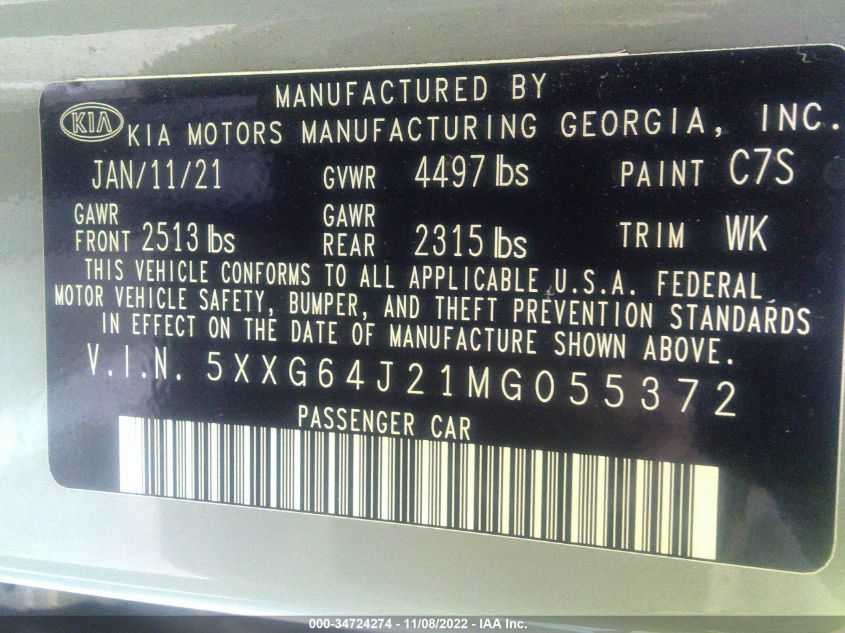 MANUFACTURED BY
KIA KIA MOTORS MANUFACTURING GEORGIA, INC.
JAN/11/21 GVWR 4497 lbs PAINT C7S
GAWR FRONT 2513 lbs GAWR REAR 2315 lbs TRIM WK
THIS VEHICLE CONFORMS TO ALL APPLICABLE U.S.A. FEDERAL
MOTOR VEHICLE SAFETY, BUMPER, AND THEFT PREVENTION STANDARDS
IN EFFECT ON THE DATE OF MANUFACTURE SHOWN ABOVE.
V.I.N. 5XXG64J21MG055372
PASSENGER CAR
000-34724274 - 11/08/2022 - IAA Inc.